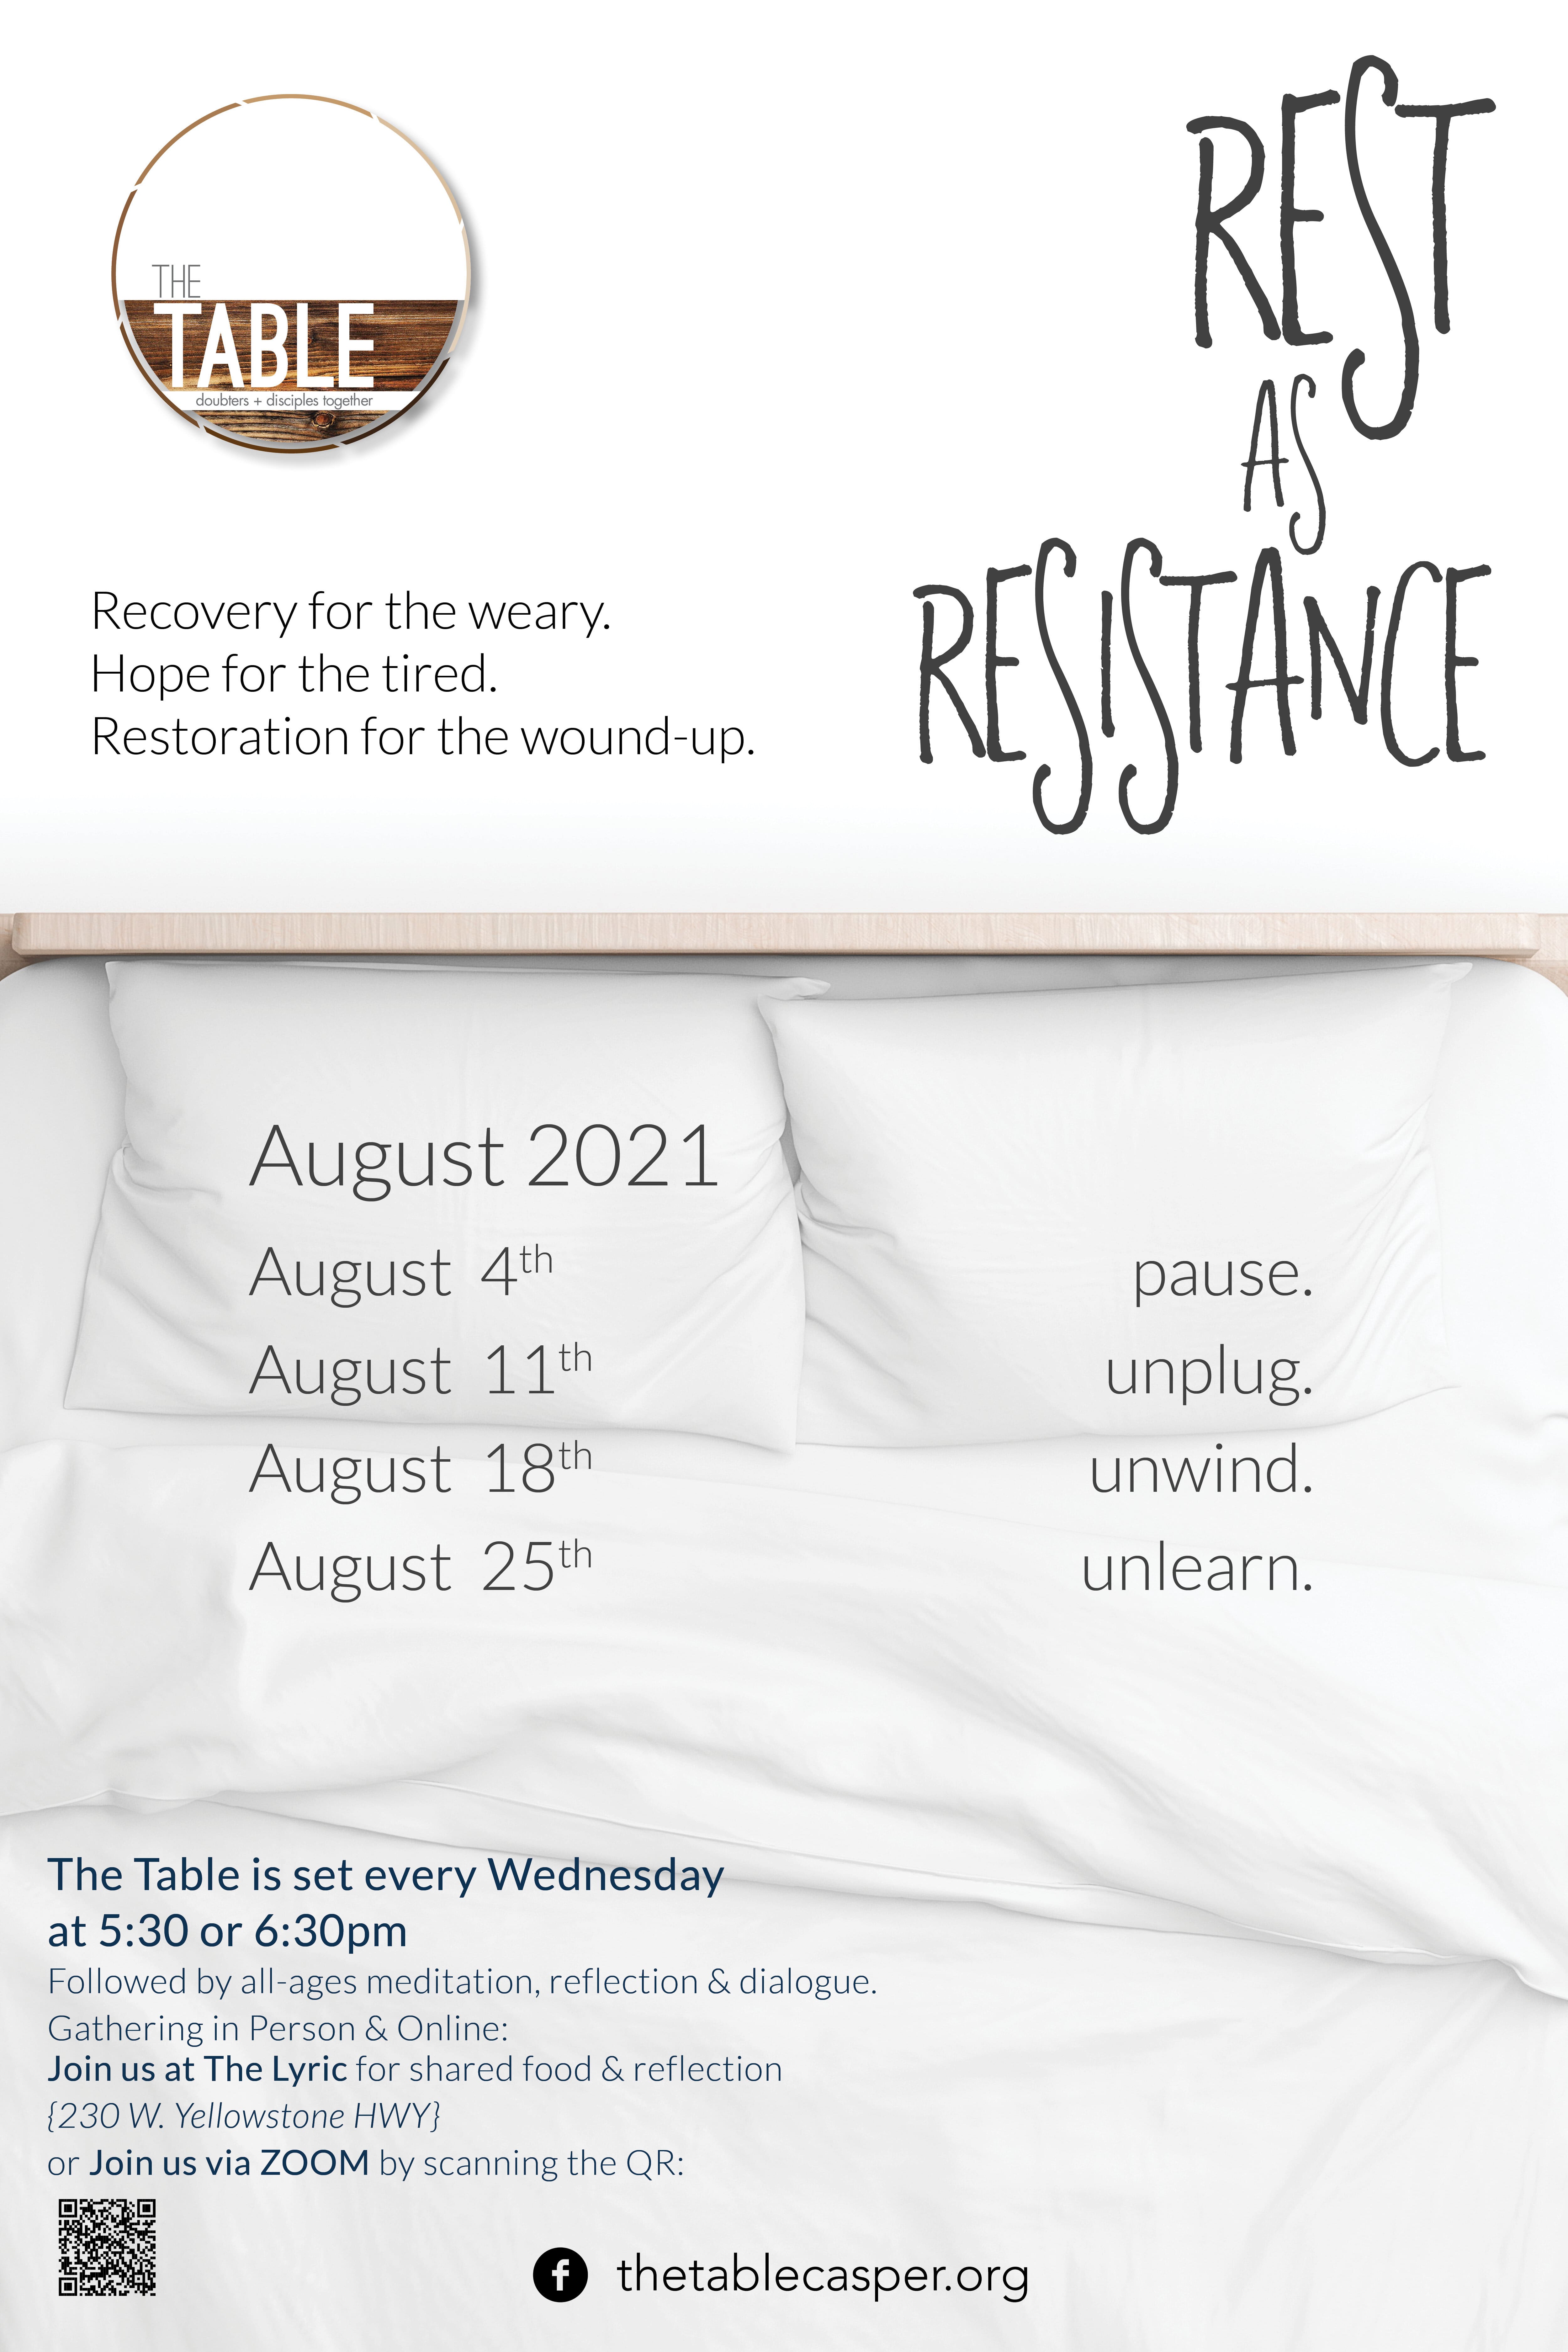 THE
TABLE
doubters + disciples together
REST
AS
RESISTANCE
Recovery for the weary.
Hope for the tired.
Restoration for the wound-up.
August 2021
August 4th pause.
August 11th unplug.
August 18th unwind.
August 25th unlearn.
The Table is set every Wednesday
at 5:30 or 6:30pm
Followed by all-ages meditation, reflection & dialogue.
Gathering in Person & Online:
Join us at The Lyric for shared food & reflection
{230 W. Yellowstone HWY}
or Join us via ZOOM by scanning the QR:
f thetablecasper.org